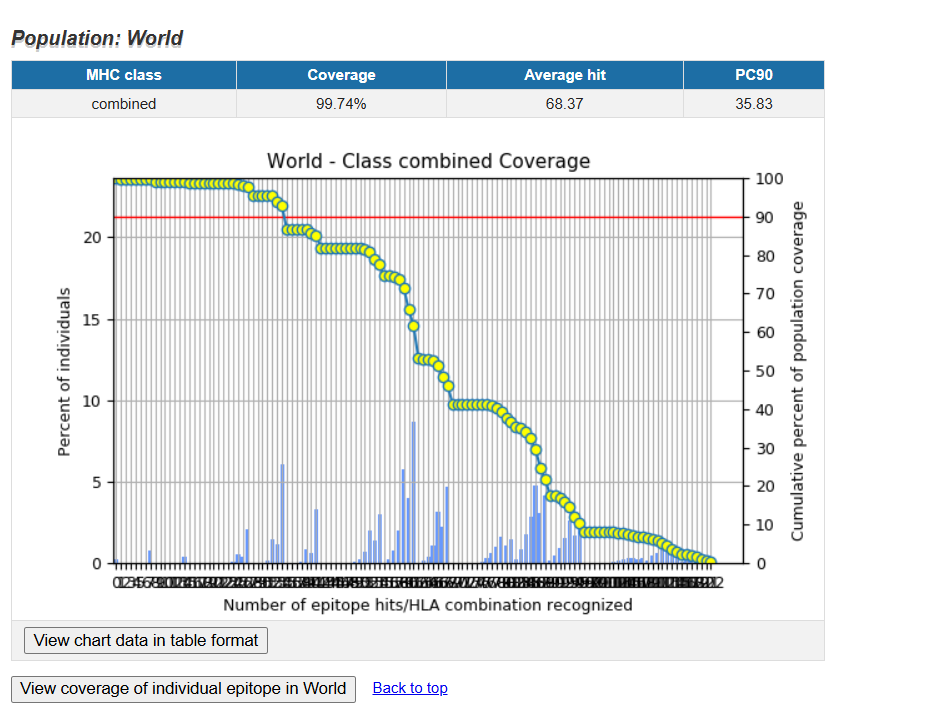 Population: World
MHC class Coverage Average hit PC90
combined 99.74% 68.37 35.83
World - Class combined Coverage
100
90
80
70
60
50
40
30
20
10
0
20
15
10
5
0
Percent of individuals
Cumulative percent of population coverage
Number of epitope hits/HLA combination recognized
View chart data in table format
View coverage of individual epitope in World Back to top